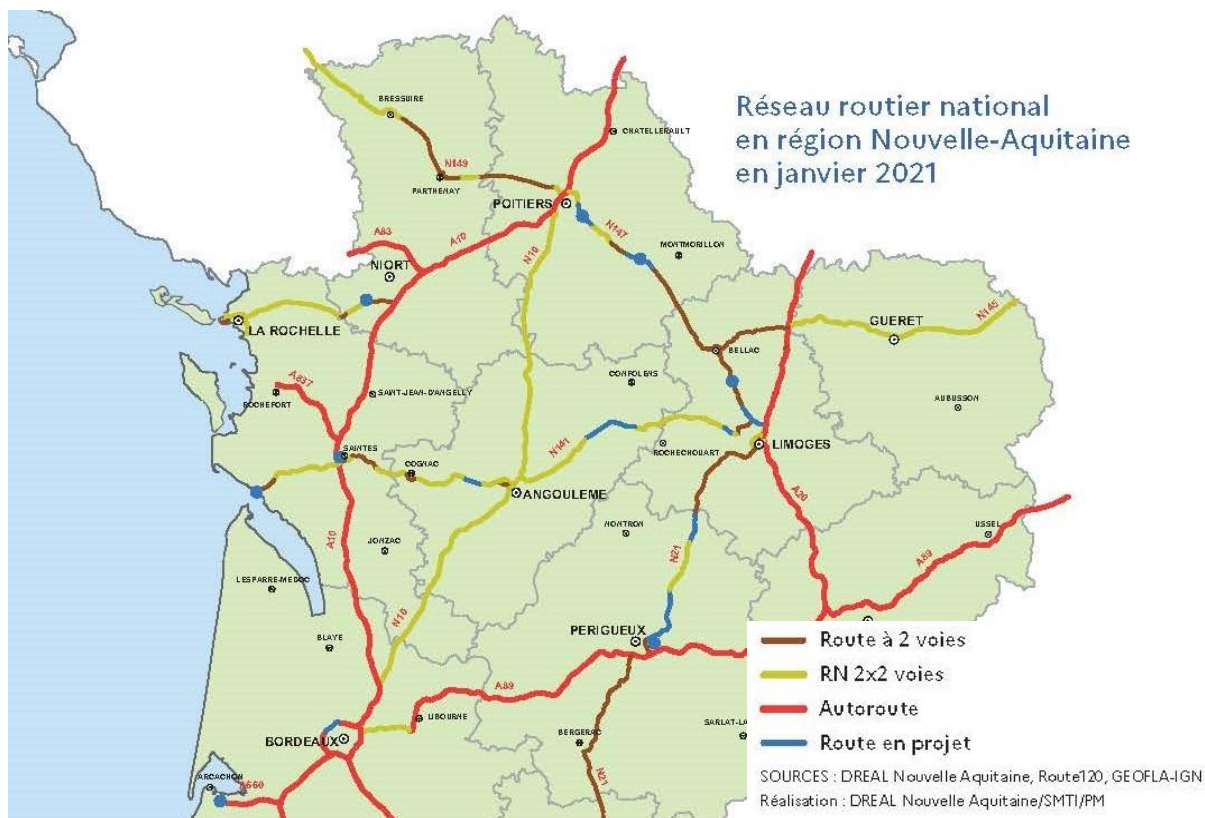 Réseau routier national
en région Nouvelle-Aquitaine
en janvier 2021
BRESSUIRE
CHATELLERAULT
N149
PARTHENAY
POITIERS
A83
A10
N10
N147
MONTMORILLON
NIORT
LA ROCHELLE
GUERET
N145
BELLAC
A837
ROCHEFORT
SAINT-JEAN-D'ANGELLY
CONFOLENS
AUBUSSON
SAINTES
COGNAC
N141
ROCHECHOUART
LIMOGES
ANGOULEME
A20
A10
JONZAC
NONTRON
USSEL
A89
LESPARRE-MEDOC
N21
N10
BLAYE
PERIGUEUX
A89
LIBOURNE
BORDEAUX
BERGERAC
SARLAT-LA
ARCACHON
A660
N21
Route à 2 voies
RN 2x2 voies
Autoroute
Route en projet
SOURCES : DREAL Nouvelle Aquitaine, Route120, GEOFLA-IGN
Réalisation : DREAL Nouvelle Aquitaine/SMTI/PM